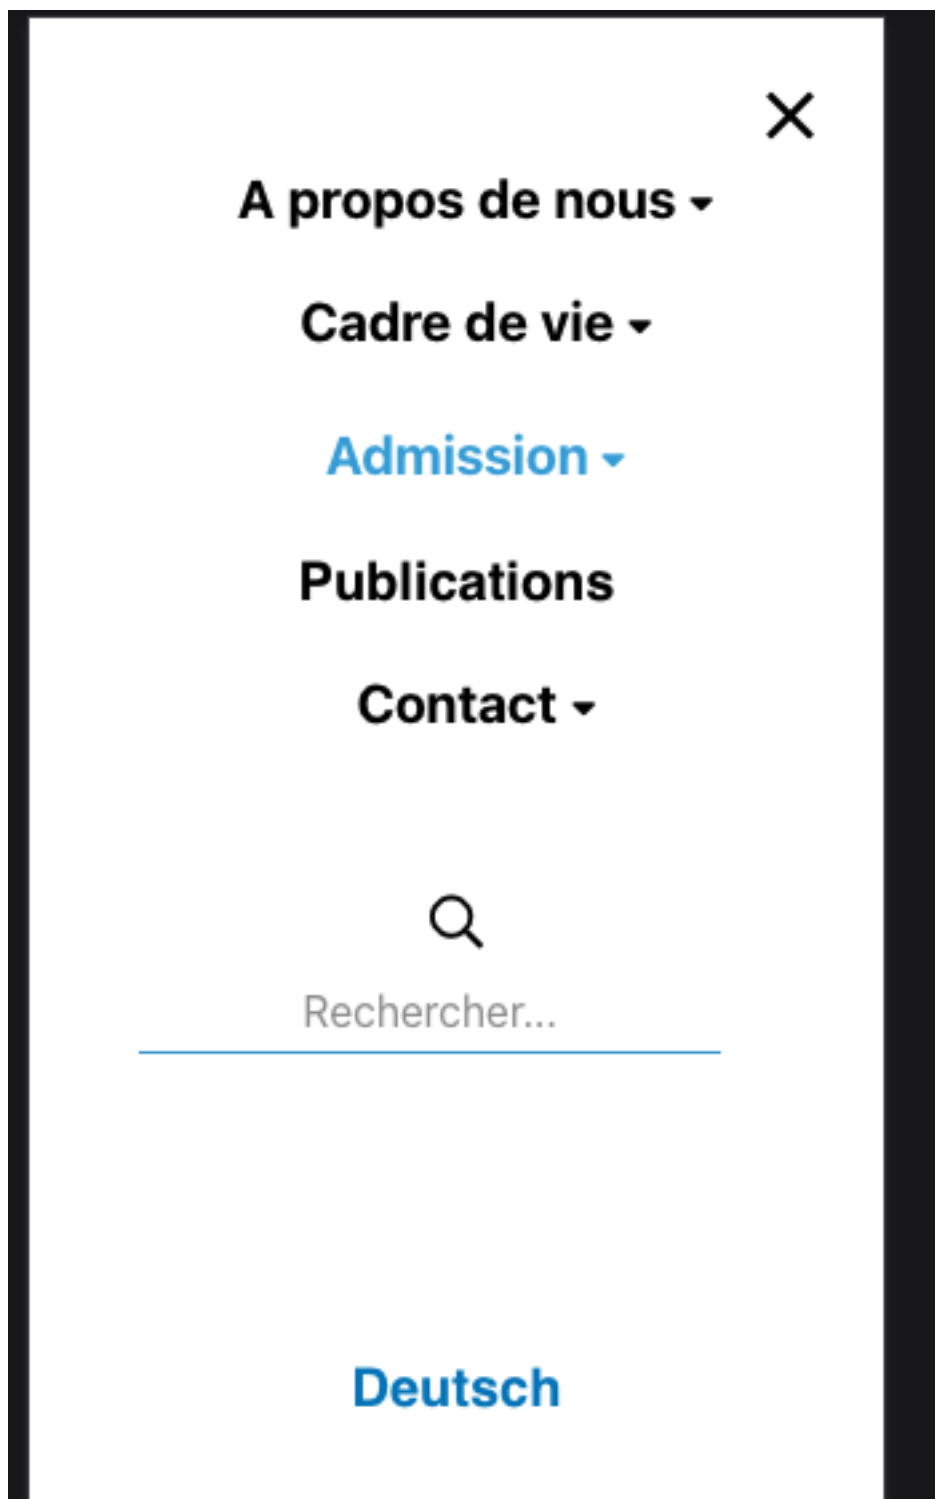 A propos de nous
Cadre de vie
Admission
Publications
Contact
Rechercher...
Deutsch